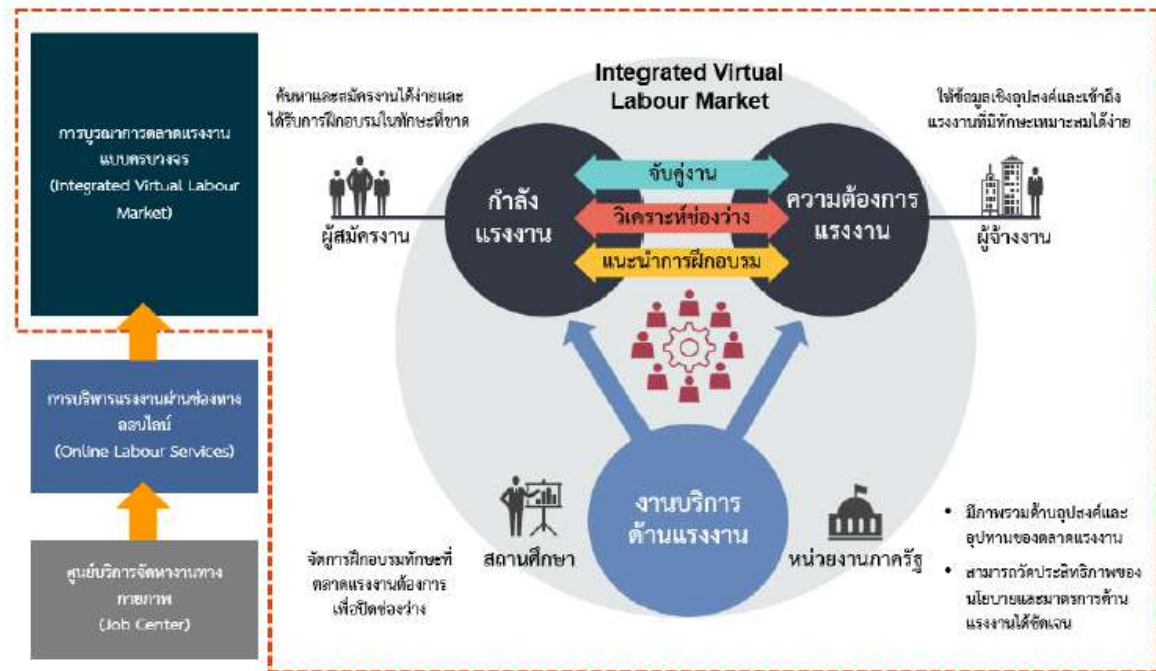 การบูรณาการตลาดแรงงาน
แบบครบวงจร
(Integrated Virtual Labour
Market)
การบริหารแรงงานผ่านช่องทาง
ออนไลน์
(Online Labour Services)
ศูนย์บริการจัดหางานทาง
กายภาพ
(Job Center)
Integrated Virtual
Labour Market
ค้นหาและสมัครงานได้ง่ายและ
ได้รับการฝึกอบรมในทักษะที่ขาด
ผู้สมัครงาน
กำลัง
แรงงาน
จับคู่งาน
วิเคราะห์ช่องว่าง
แนะนำการฝึกอบรม
ความต้องการ
แรงงาน
ให้ข้อมูลเชิงอุปสงค์และเข้าถึง
แรงงานที่มีทักษะเหมาะสมได้ง่าย
ผู้จ้างงาน
งานบริการ
ด้านแรงงาน
สถานศึกษา
จัดการฝึกอบรมทักษะที่
ตลาดแรงงานต้องการ
เพื่อปิดช่องว่าง
หน่วยงานภาครัฐ
• มีภาพรวมด้านอุปสงค์และ
อุปทานของตลาดแรงงาน
• สามารถวัดประสิทธิภาพของ
นโยบายและมาตรการด้าน
แรงงานได้ชัดเจน